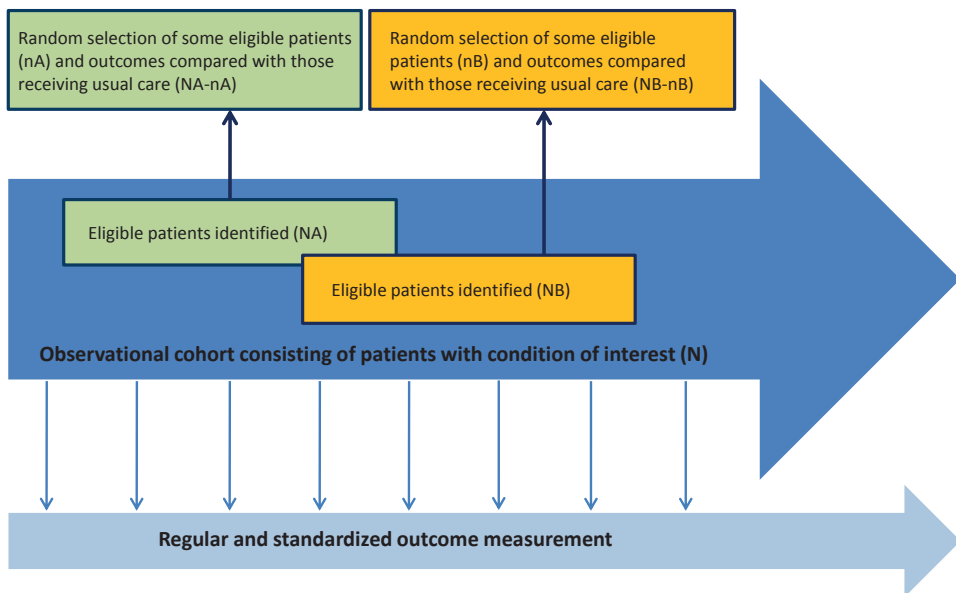 Random selection of some eligible patients
(nA) and outcomes compared with those
receiving usual care (NA-nA)
Random selection of some eligible
patients (nB) and outcomes compared
with those receiving usual care (NB-nB)
Eligible patients identified (NA)
Eligible patients identified (NB)
Observational cohort consisting of patients with condition of interest (N)
Regular and standardized outcome measurement